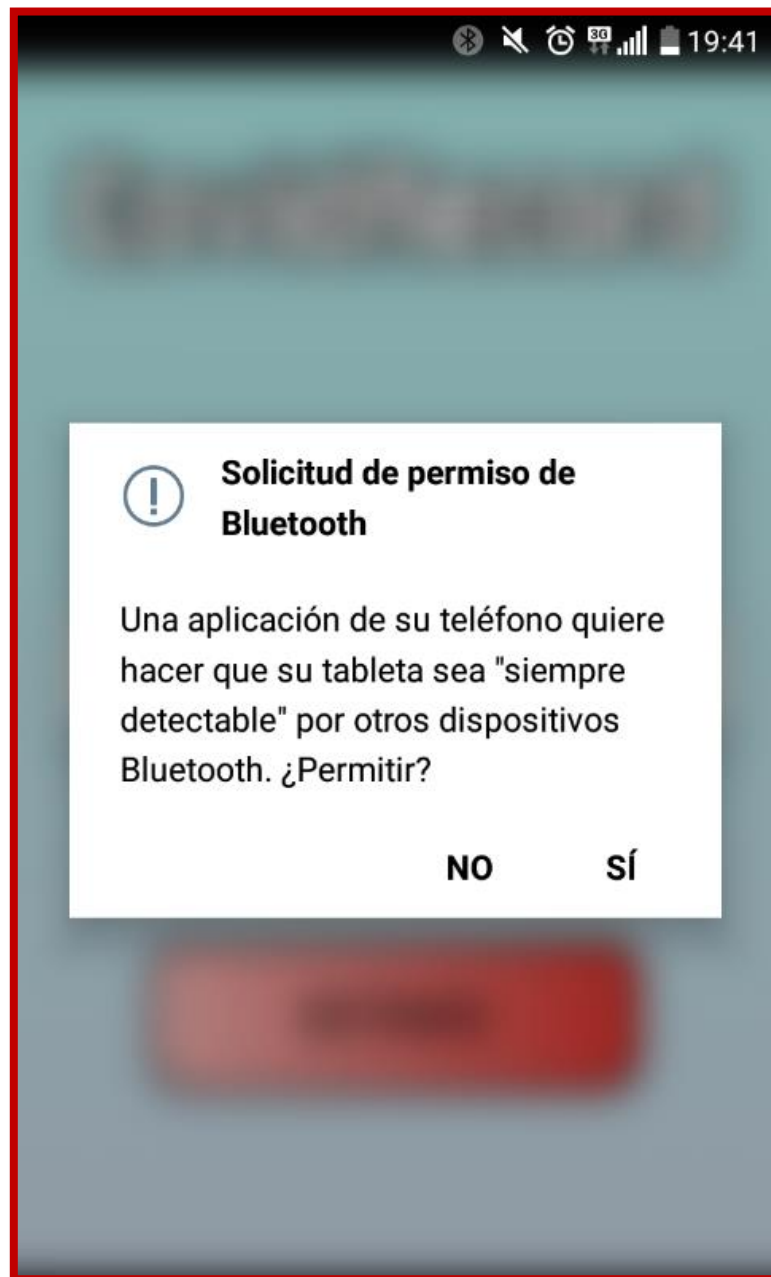 3G 19:41
Solicitud de permiso de
Bluetooth
Una aplicación de su teléfono quiere
hacer que su tableta sea "siempre
detectable" por otros dispositivos
Bluetooth. ¿Permitir?
NO SÍ